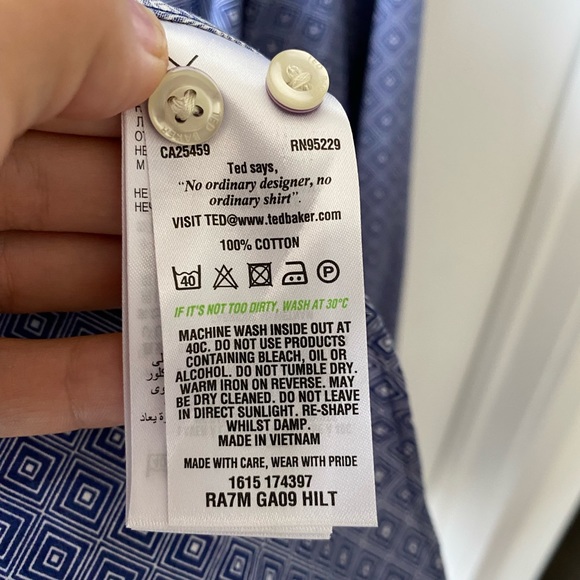 CA25459 RN95229
Ted says,
"No ordinary designer, no
ordinary shirt".
VISIT TED@www.tedbaker.com
100% COTTON
40 P
IF IT'S NOT TOO DIRTY, WASH AT 30°C
MACHINE WASH INSIDE OUT AT
40C. DO NOT USE PRODUCTS
CONTAINING BLEACH, OIL OR
ALCOHOL. DO NOT TUMBLE DRY.
WARM IRON ON REVERSE. MAY
BE DRY CLEANED. DO NOT LEAVE
IN DIRECT SUNLIGHT. RE-SHAPE
WHILST DAMP.
MADE IN VIETNAM
MADE WITH CARE, WEAR WITH PRIDE
1615 174397
RA7M GA09 HILT